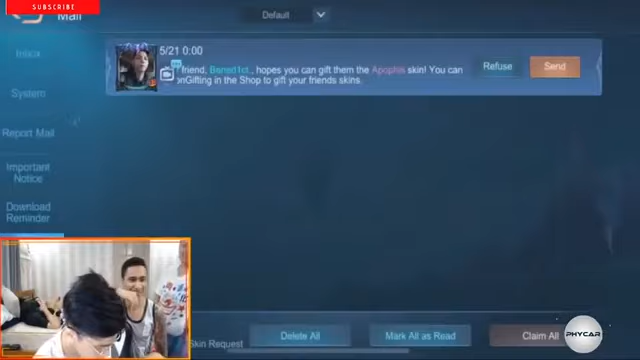 SUBSCRIBE
Mail
Default
Inbox
System
Report Mail
Important
Notice
Download
Reminder
5/21 0:00
friend, Bened1ct., hopes you can gift them the Apophis skin! You can
onGifting in the Shop to gift your friends skins.
Refuse
Send
Skin Request
Delete All
Mark All as Read
Claim All
PHYCAR